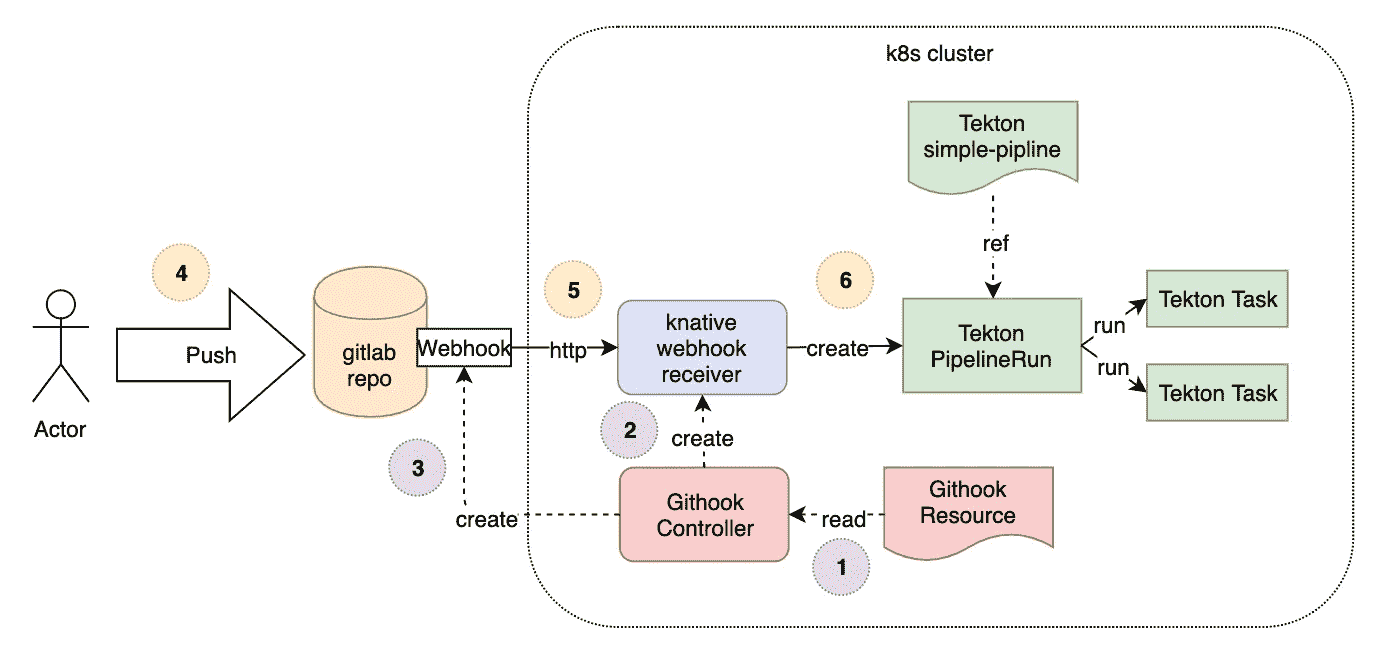 k8s cluster
Tekton
simple-pipline
ref
4
5
6
Push
gitlab
repo
Webhook
http
knative
webhook
receiver
create
Tekton
PipelineRun
run
Tekton Task
run
Tekton Task
Actor
3
create
2
create
Githook
Controller
read
1
Githook
Resource